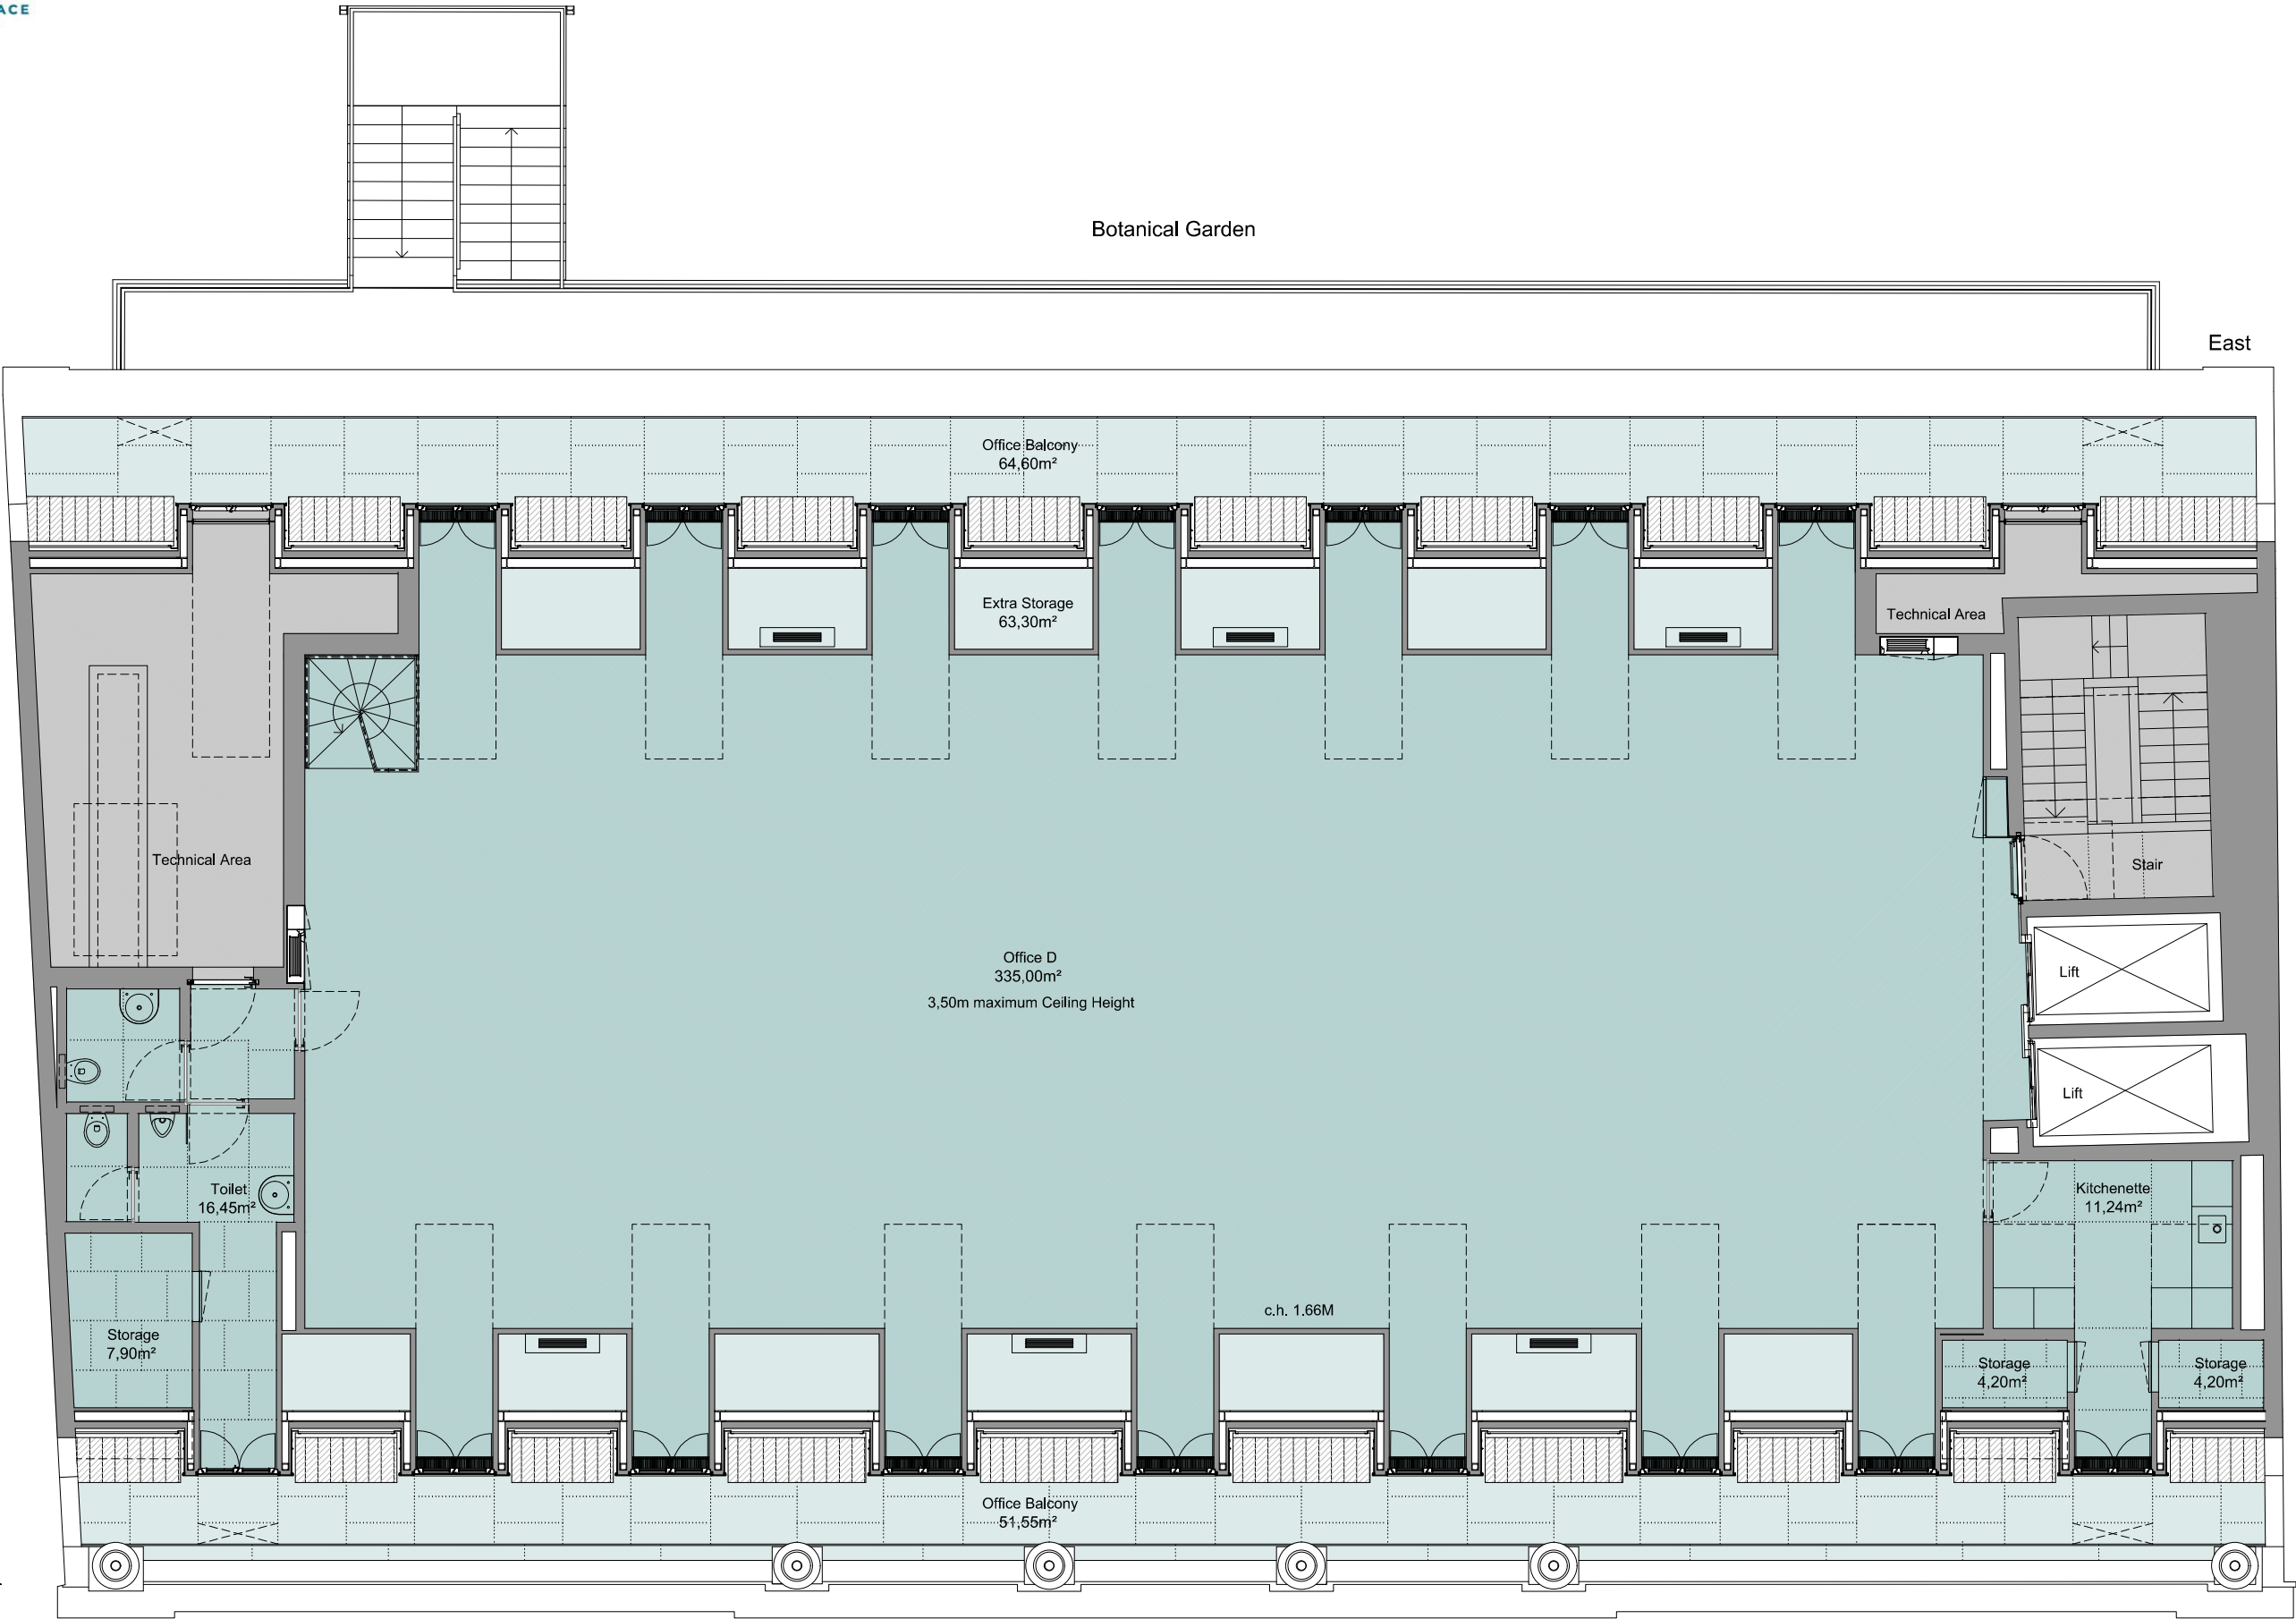 ACE
Botanical Garden
East
Office Balcony
64,60m²
Extra Storage
63,30m²
Technical Area
Technical Area
Stair
Office D
335,00m²
3,50m maximum Ceiling Height
Lift
Lift
Toilet
16,45m²
Kitchenette
11,24m²
c.h. 1.66M
Storage
7,90m²
Storage
4,20m²
Storage
4,20m²
Office Balcony
51,55m²